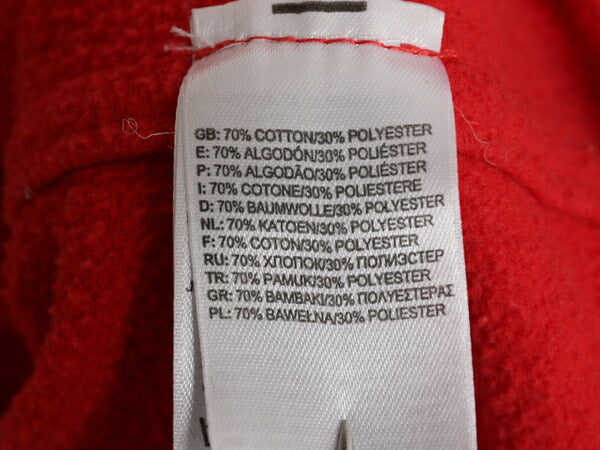 GB: 70% COTTON/30% POLYESTER
E: 70% ALGODÓN/30% POLIÉSTER
P: 70% ALGODÃO/30% POLIÉSTER
I: 70% COTONE/30% POLIESTERE
D: 70% BAUMWOLLE/30% POLYESTER
NL: 70% KATOEN/30% POLYESTER
F: 70% COTON/30% POLYESTER
RU: 70% ХЛОПОК/30% ПОЛИЭСТЕР
TR: 70% PAMUK/30% POLYESTER
GR: 70% ΒΑΜΒΑΚΙ/30% ΠΟΛΥΕΣΤΕΡΑΣ
PL: 70% BAWEŁNA/30% POLIESTER